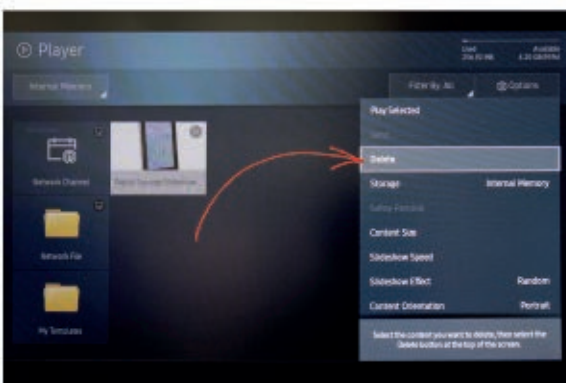 Player
Used
Available
Internal Memory
Filter By: All
Options
Play Selected
Delete
Storage Internal Memory
Network Channel
Content Size
Network File
Slideshow Speed
Slideshow Effect Random
Content Orientation Portrait
My Templates
Select the content you want to delete, then select the
Delete button at the top of the screen.